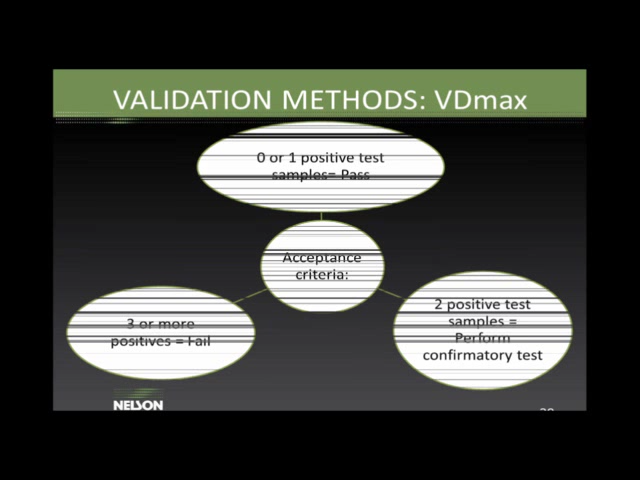 VALIDATION METHODS: VDmax
0 or 1 positive test
samples= Pass
Acceptance
criteria:
3 or more
positives = Fail
2 positive test
samples =
Perform
confirmatory test
NELSON